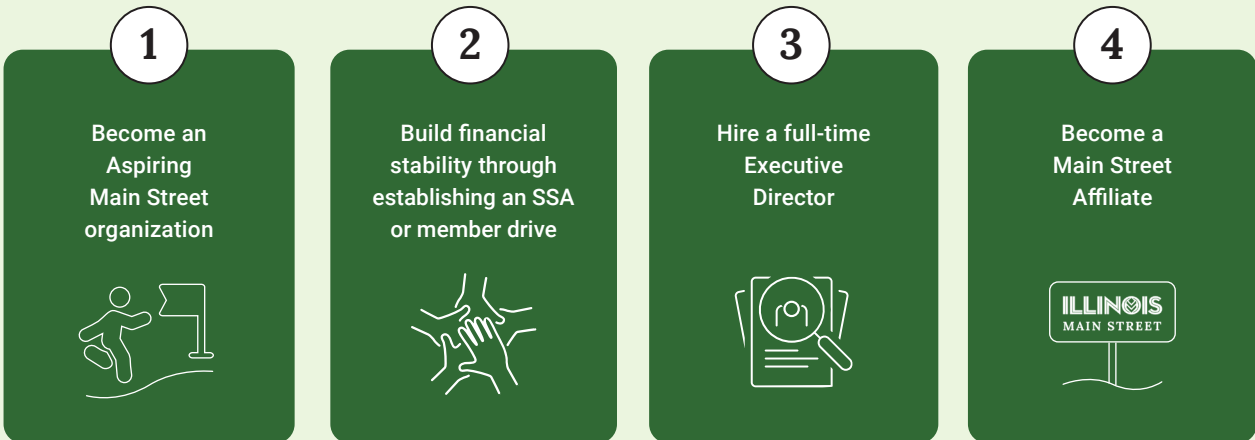 1
Become an
Aspiring
Main Street
organization
2
Build financial
stability through
establishing an SSA
or member drive
3
Hire a full-time
Executive
Director
4
Become a
Main Street
Affiliate
ILLINOIS
MAIN STREET